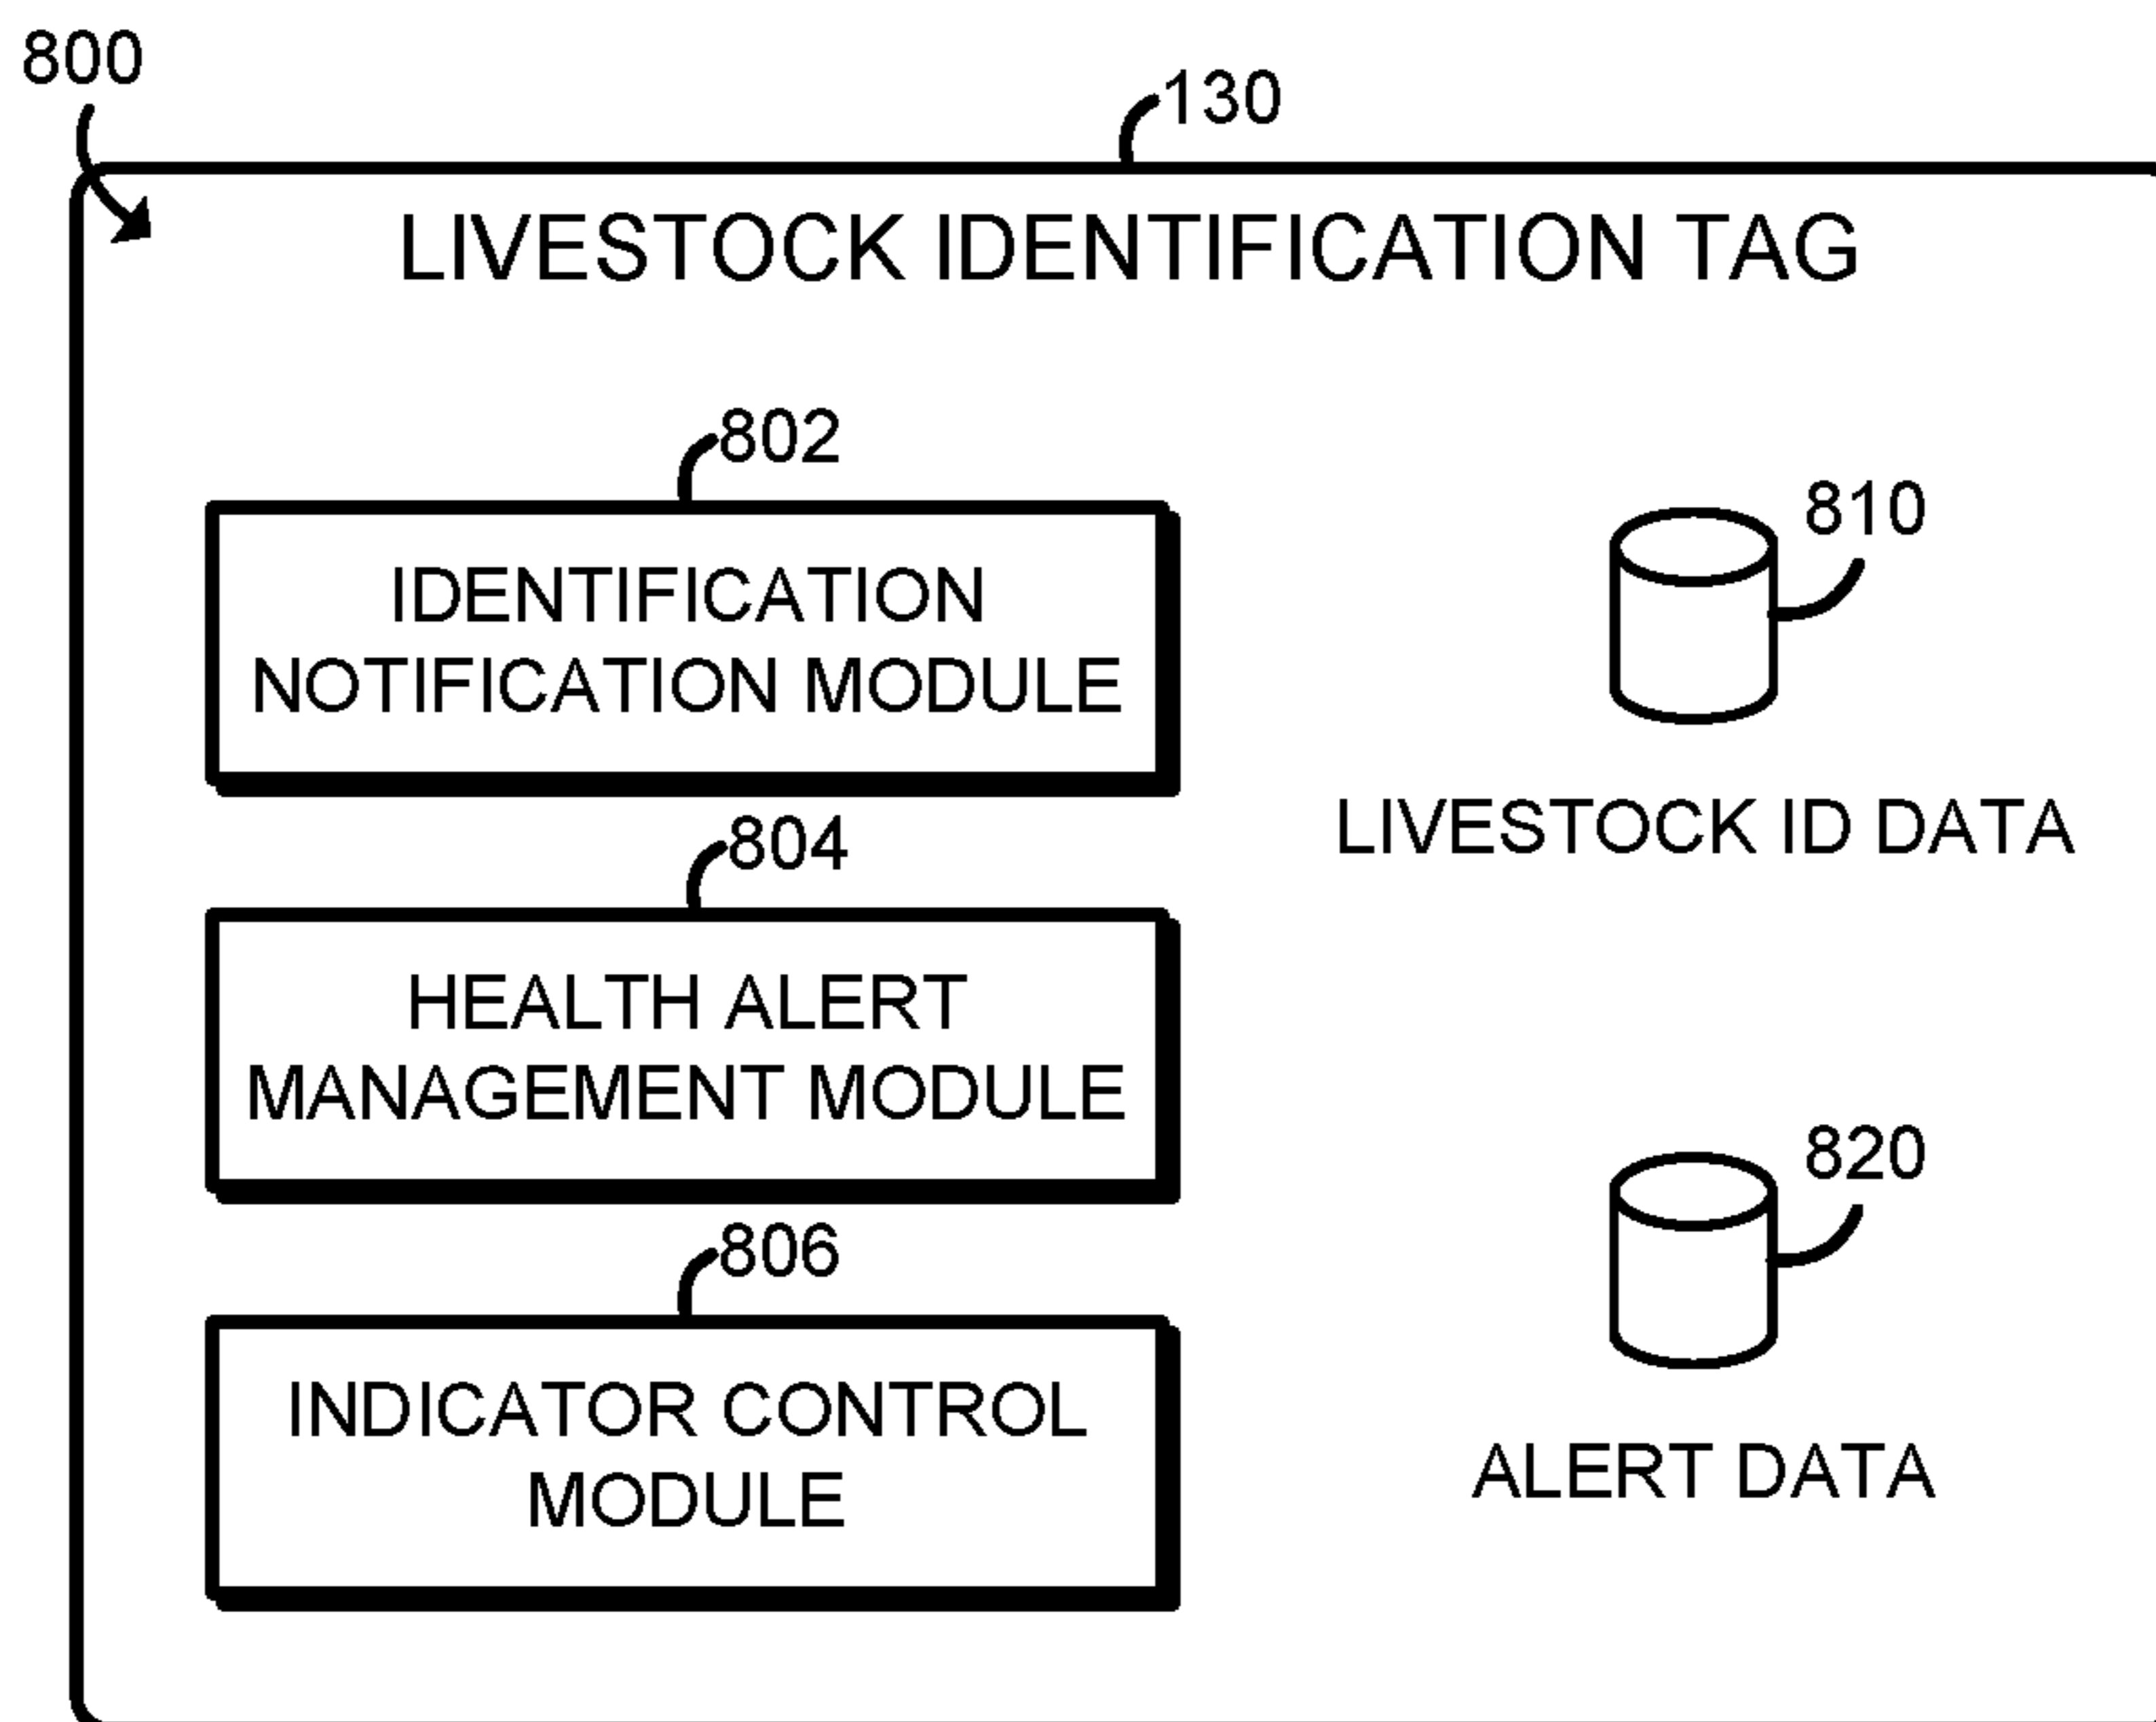 800
130
LIVESTOCK IDENTIFICATION TAG
802
IDENTIFICATION
NOTIFICATION MODULE
810
LIVESTOCK ID DATA
804
HEALTH ALERT
MANAGEMENT MODULE
806
INDICATOR CONTROL
MODULE
820
ALERT DATA